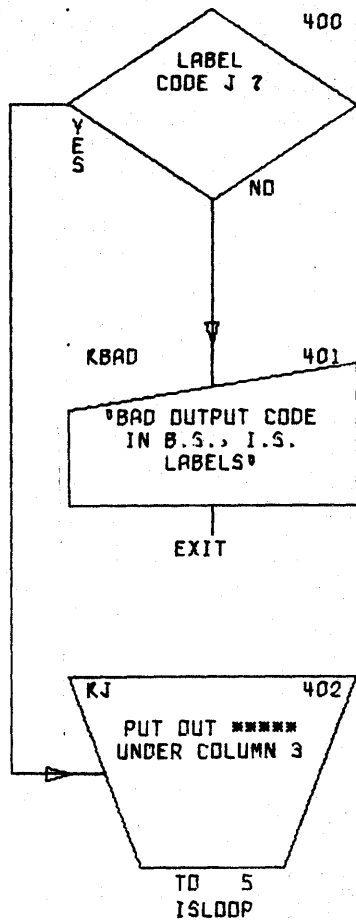 400
LABEL
CODE J ?
YES
NO
KBAD 401
"BAD OUTPUT CODE
IN B.S., I.S.
LABELS"
EXIT
KJ 402
PUT OUT *****
UNDER COLUMN 3
TO 5
ISLOOP